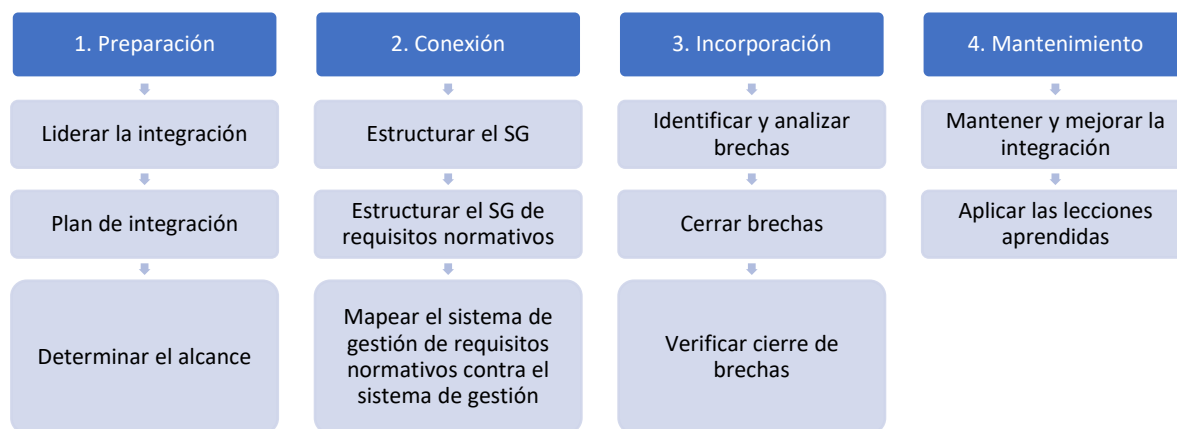 1. Preparación
Liderar la integración
Plan de integración
Determinar el alcance
2. Conexión
Estructurar el SG
Estructurar el SG de
requisitos normativos
Mapear el sistema de
gestión de requisitos
normativos contra el
sistema de gestión
3. Incorporación
Identificar y analizar
brechas
Cerrar brechas
Verificar cierre de
brechas
4. Mantenimiento
Mantener y mejorar la
integración
Aplicar las lecciones
aprendidas